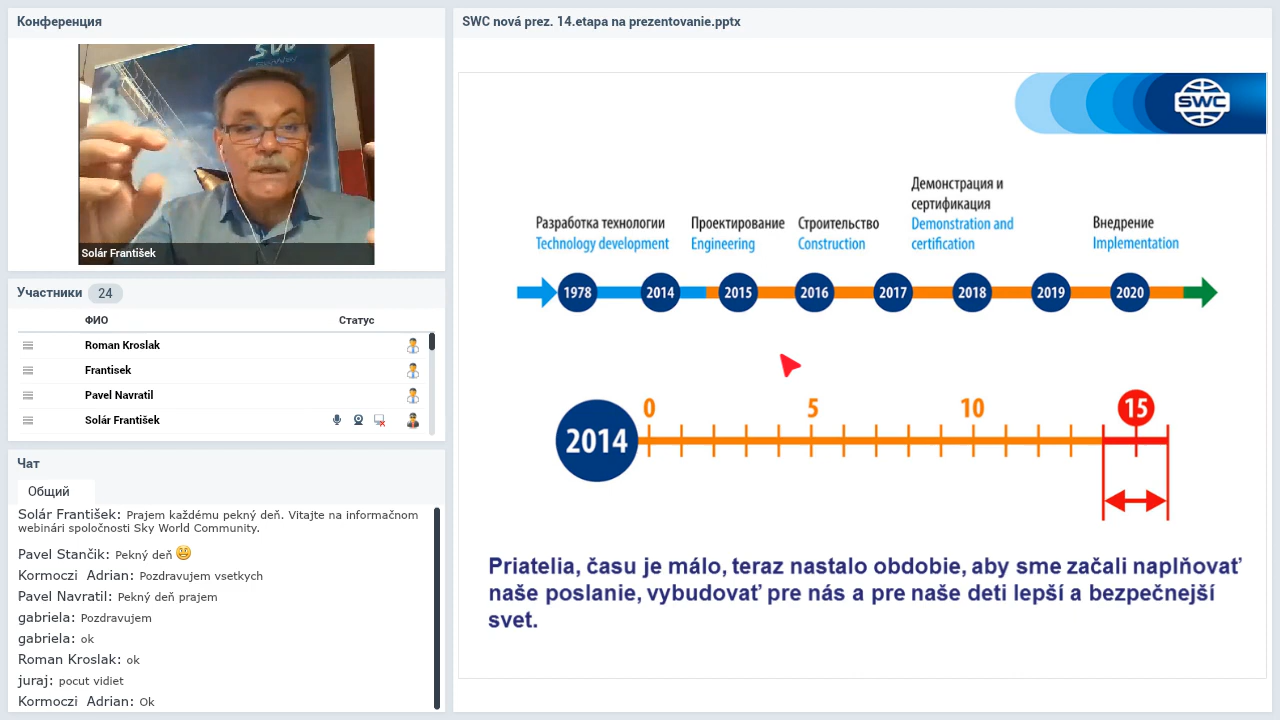 Конференция
Solár František
Участники 24
ФИО Статус
Roman Kroslak
Frantisek
Pavel Navratil
Solár František
Чат
Общий
Solár František: Prajem každému pekný deň. Vitajte na informačnom
webinári spoločnosti Sky World Community.
Pavel Stančik: Pekný deň
Kormoczi Adrian: Pozdravujem vsetkych
Pavel Navratil: Pekný deň prajem
gabriela: Pozdravujem
gabriela: ok
Roman Kroslak: ok
juraj: pocut vidiet
Kormoczi Adrian: Ok
SWC nová prez. 14.etapa na prezentovanie.pptx
SWC
Разработка технологии
Technology development
Проектирование
Engineering
Строительство
Construction
Демонстрация и
сертификация
Demonstration and
certification
Внедрение
Implementation
1978 2014 2015 2016 2017 2018 2019 2020
0 5 10 15
2014
Priatelia, času je málo, teraz nastalo obdobie, aby sme začali naplňovať
naše poslanie, vybudovať pre nás a pre naše deti lepší a bezpečnejší
svet.